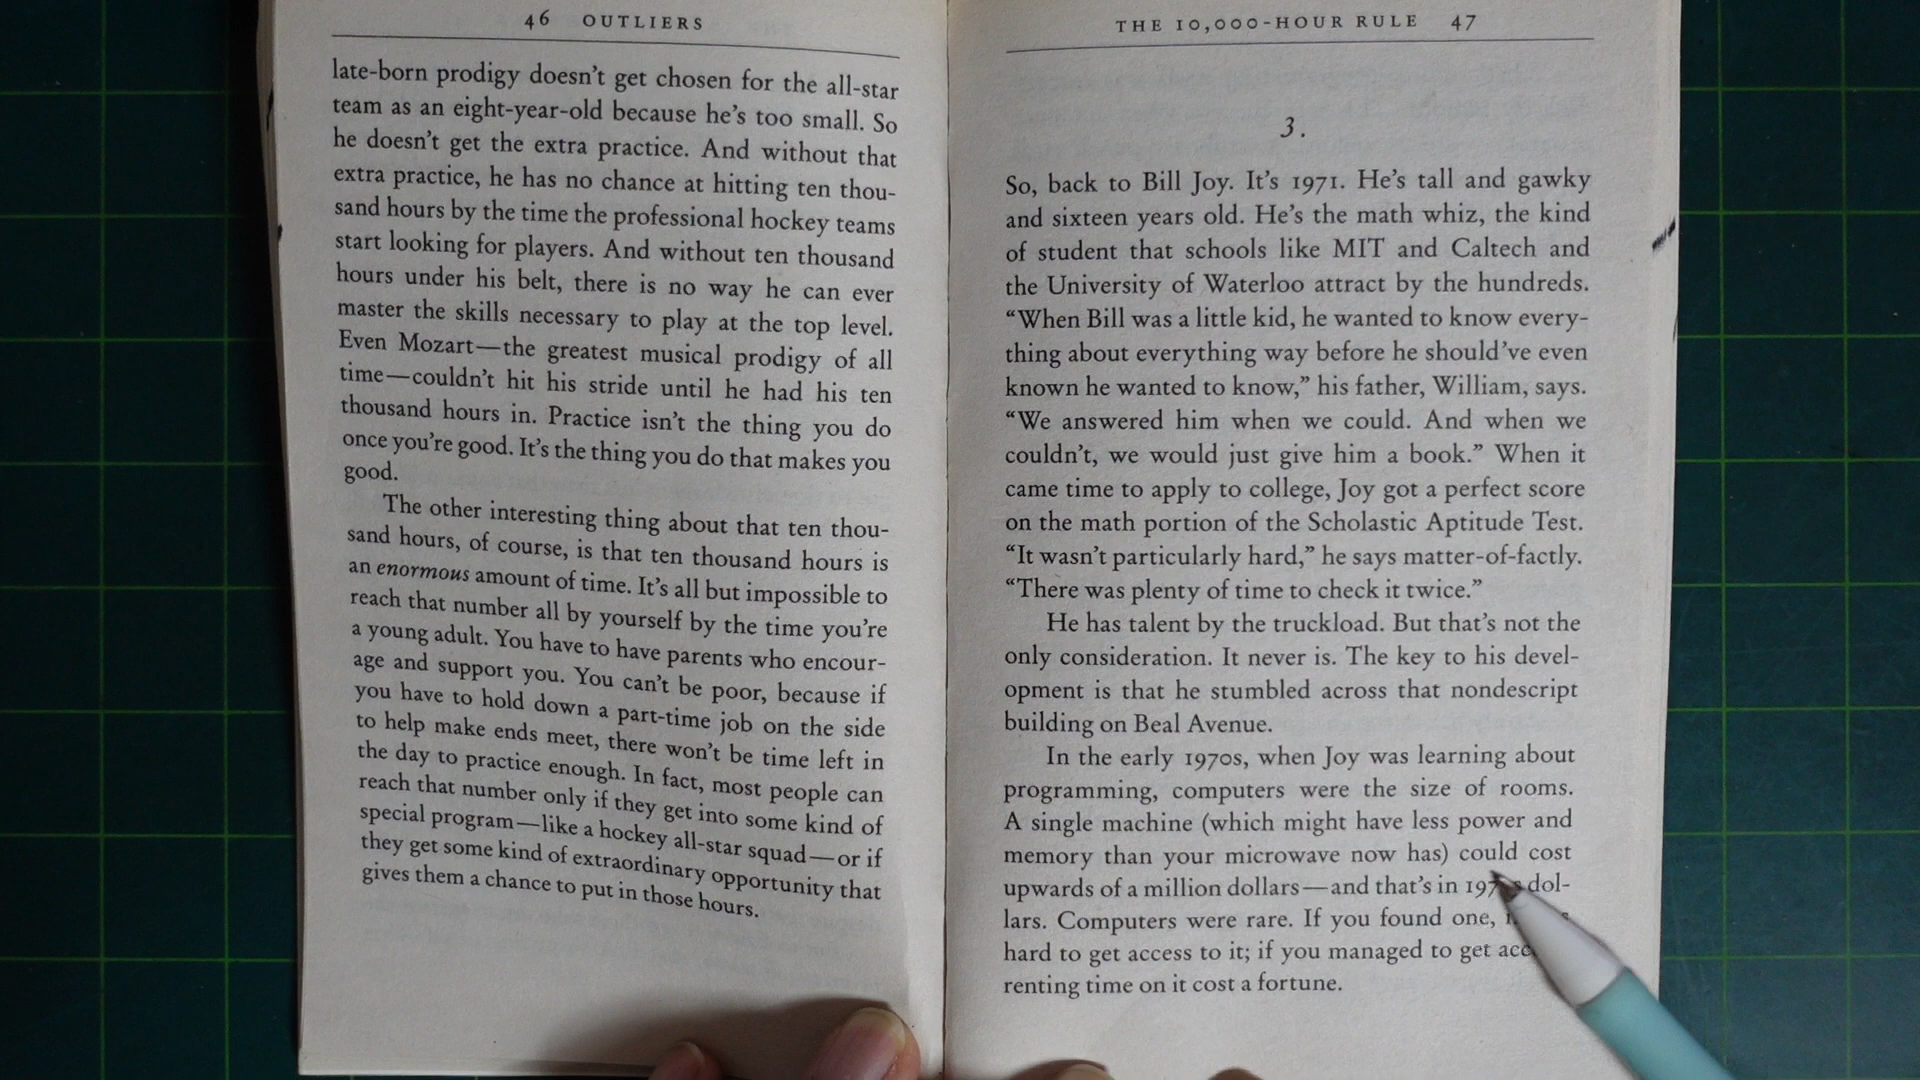 46 OUTLIERS
late-born prodigy doesn't get chosen for the all-star
team as an eight-year-old because he's too small. So
he doesn't get the extra practice. And without that
extra practice, he has no chance at hitting ten thou-
sand hours by the time the professional hockey teams
start looking for players. And without ten thousand
hours under his belt, there is no way he can ever
master the skills necessary to play at the top level.
Even Mozart—the greatest musical prodigy of all
time—couldn't hit his stride until he had his ten
thousand hours in. Practice isn't the thing you do
once you're good. It's the thing you do that makes you
good.
The other interesting thing about that ten thou-
sand hours, of course, is that ten thousand hours is
an enormous amount of time. It's all but impossible to
reach that number all by yourself by the time you're
a young adult. You have to have parents who encour-
age and support you. You can't be poor, because if
you have to hold down a part-time job on the side
to help make ends meet, there won't be time left in
the day to practice enough. In fact, most people can
reach that number only if they get into some kind of
special program—like a hockey all-star squad—or if
they get some kind of extraordinary opportunity that
gives them a chance to put in those hours.
THE 10,000-HOUR RULE 47
3.
So, back to Bill Joy. It's 1971. He's tall and gawky
and sixteen years old. He's the math whiz, the kind
of student that schools like MIT and Caltech and
the University of Waterloo attract by the hundreds.
“When Bill was a little kid, he wanted to know every-
thing about everything way before he should've even
known he wanted to know,” his father, William, says.
“We answered him when we could. And when we
couldn't, we would just give him a book.” When it
came time to apply to college, Joy got a perfect score
on the math portion of the Scholastic Aptitude Test.
“It wasn't particularly hard,” he says matter-of-factly.
“There was plenty of time to check it twice.”
He has talent by the truckload. But that's not the
only consideration. It never is. The key to his devel-
opment is that he stumbled across that nondescript
building on Beal Avenue.
In the early 1970s, when Joy was learning about
programming, computers were the size of rooms.
A single machine (which might have less power and
memory than your microwave now has) could cost
upwards of a million dollars—and that's in dol-
lars. Computers were rare. If you found one,
hard to get access to it; if you managed to get
renting time on it cost a fortune.